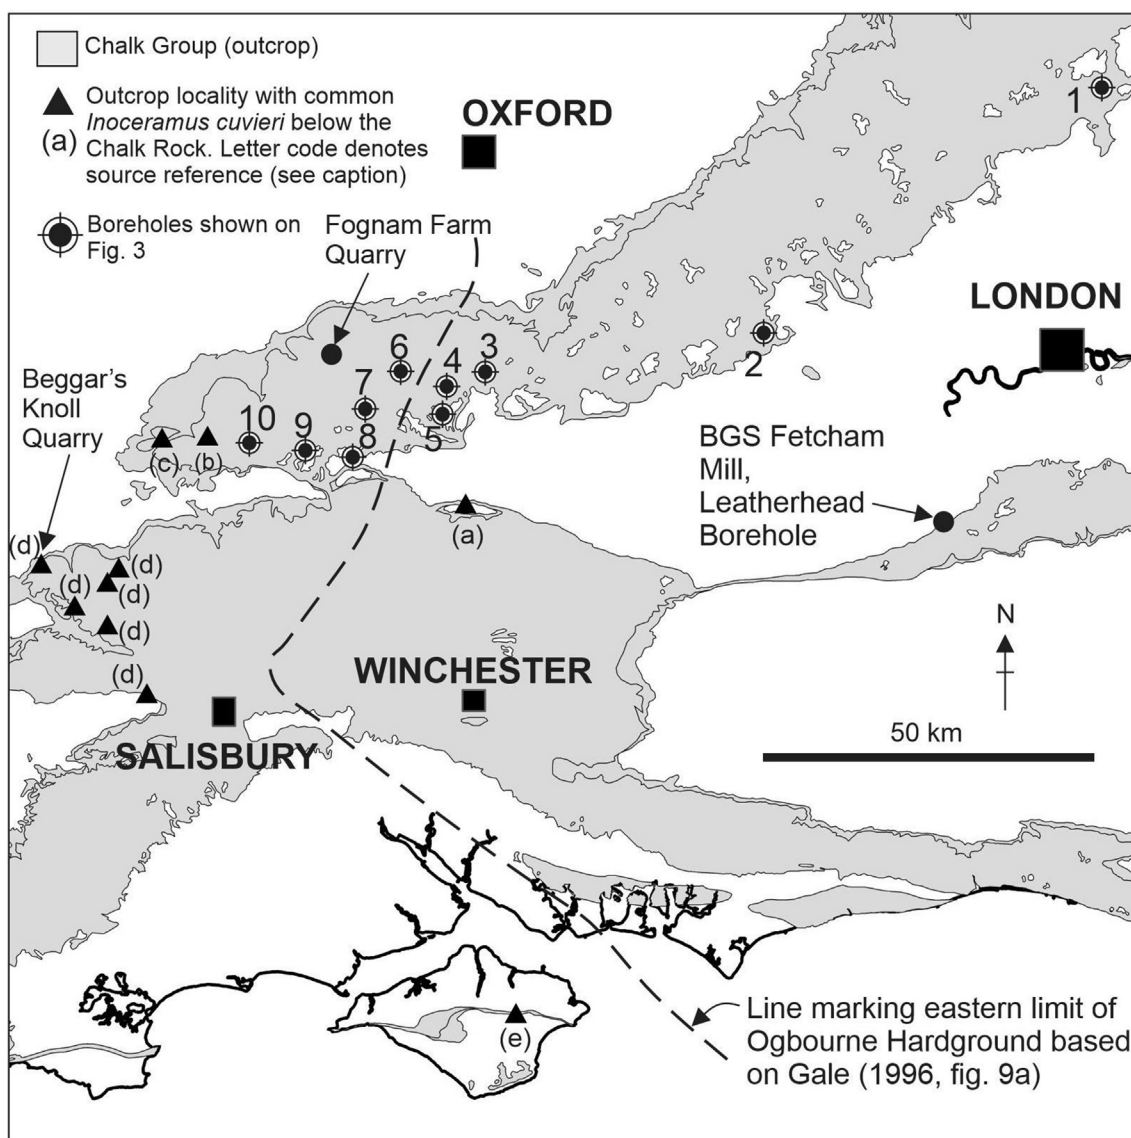 Chalk Group (outcrop)
Outcrop locality with common
Inoceramus cuvieri below the
(a) Chalk Rock. Letter code denotes
source reference (see caption)
Boreholes shown on
Fig. 3
OXFORD
1
Fognam Farm
Quarry
LONDON
2
6
4
3
7
5
10
9
8
Beggar's
Knoll
Quarry
(c)
(b)
(a)
BGS Fetcham
Mill,
Leatherhead
Borehole
(d)
(d)
(d)
(d)
(d)
(d)
N
WINCHESTER
SALISBURY
50 km
(e)
Line marking eastern limit of
Ogbourne Hardground based
on Gale (1996, fig. 9a)